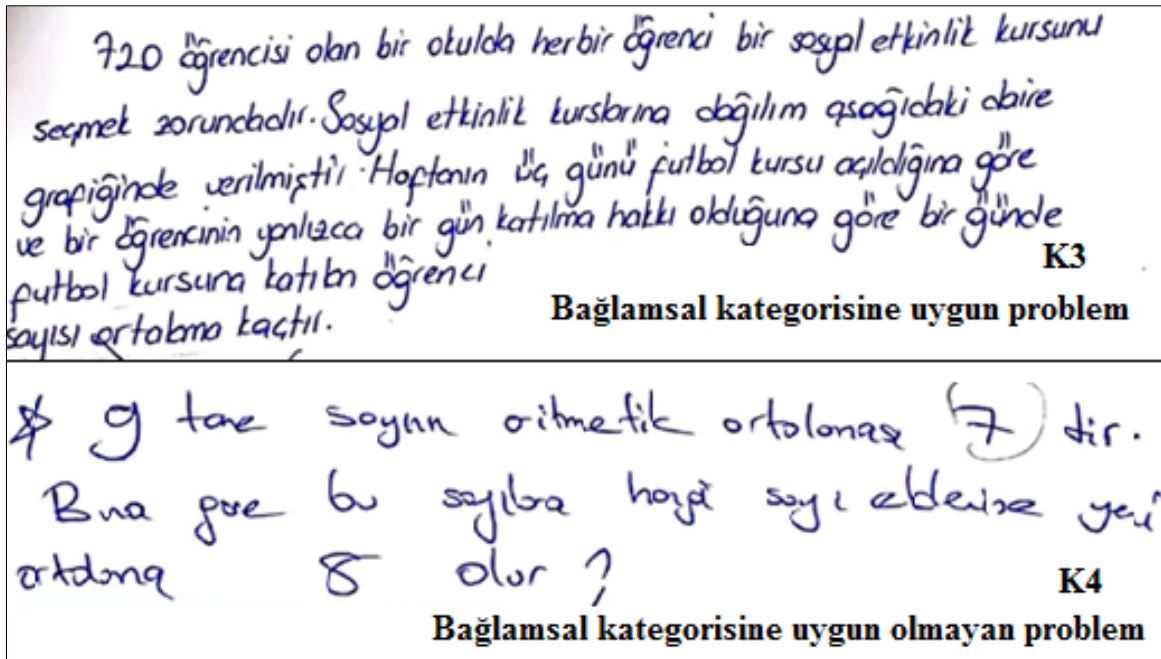 720 öğrencisi olan bir okulda herbir öğrenci bir sosyal etkinlik kursunu
seçmek zorundadır. Sosyal etkinlik kurslarına dağılım aşağıdaki daire
grafiğinde verilmiştir. Haftanın üç günü futbol kursu açıldığına göre
ve bir öğrencinin yanlızca bir gün katılma hakkı olduğuna göre bir günde
futbol kursuna katılan öğrenci
sayısı ortalama kaçtır.
K3
Bağlamsal kategorisine uygun problem
9 tane sayının aritmetik ortalaması 7 dir.
Buna göre bu sayılara hangi sayı eklenirse yeni
ortalama 8 olur ?
K4
Bağlamsal kategorisine uygun olmayan problem